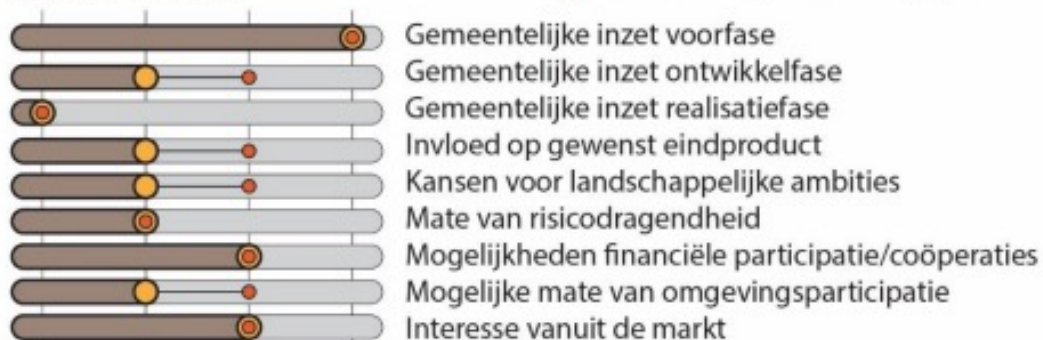 Gemeentelijke inzet voorfase
Gemeentelijke inzet ontwikkelfase
Gemeentelijke inzet realisatiefase
Invloed op gewenst eindproduct
Kansen voor landschappelijke ambities
Mate van risicodragendheid
Mogelijkheden financiële participatie/coöperaties
Mogelijke mate van omgevingsparticipatie
Interesse vanuit de markt